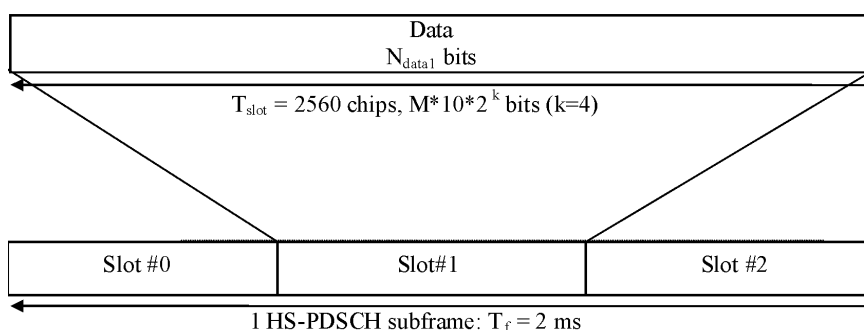 Data
N_data1 bits
T_slot = 2560 chips, M*10*2^k bits (k=4)
Slot #0 Slot#1 Slot #2
1 HS-PDSCH subframe: T_f = 2 ms